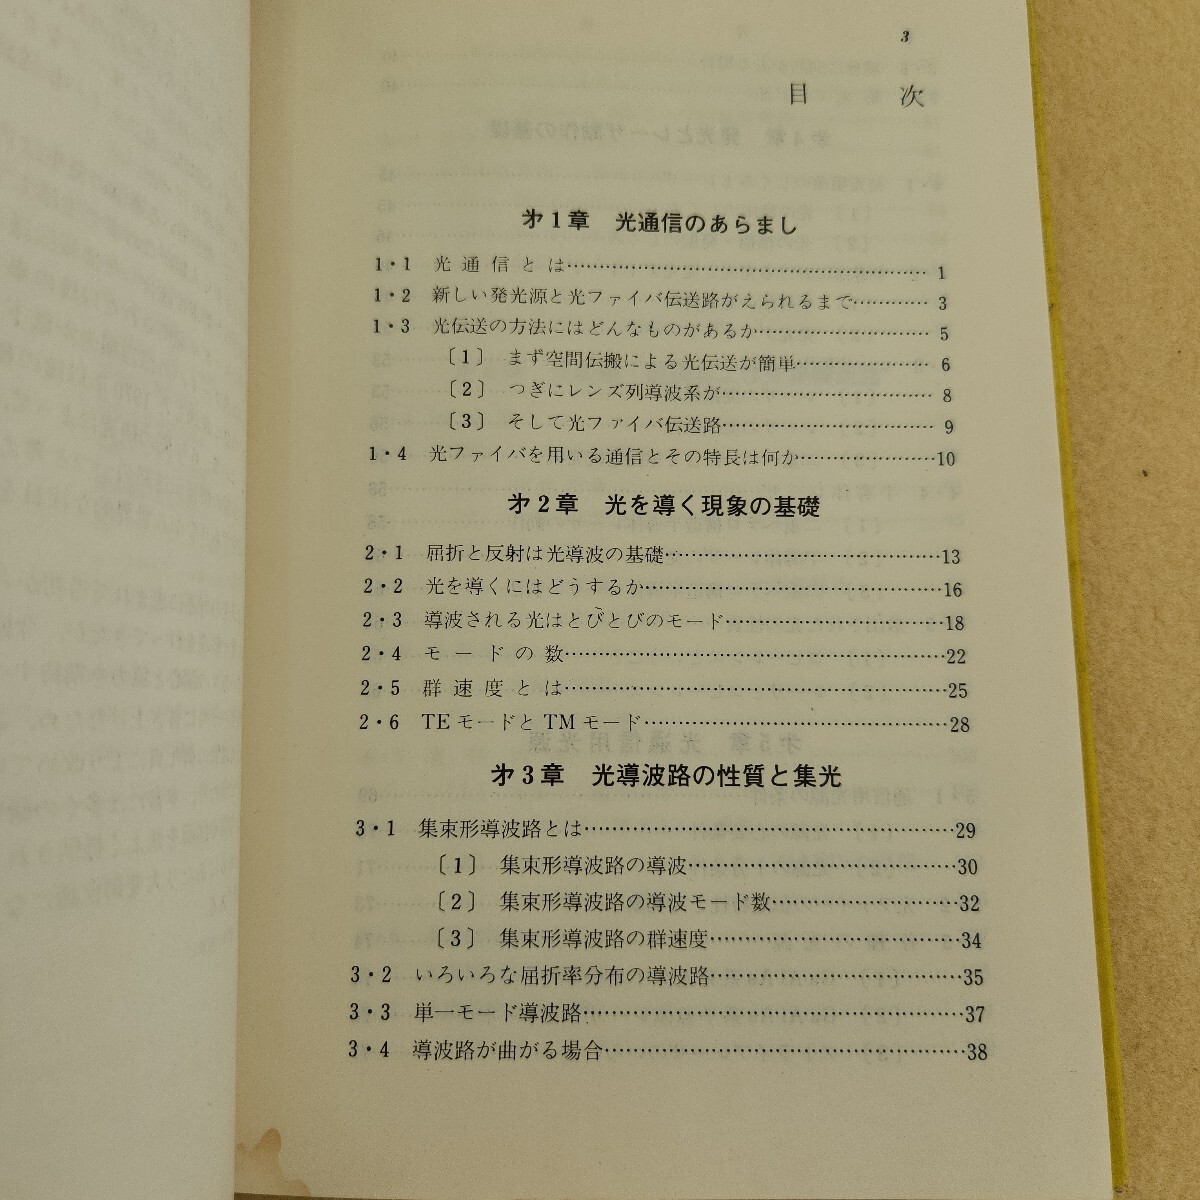 3
目次
㐧1章 光通信のあらまし
1・1 光通信とは……………………………………………… 1
1・2 新しい発光源と光ファイバ伝送路がえられるまで………… 3
1・3 光伝送の方法にはどんなものがあるか……………………… 5
〔1〕 まず空間伝搬による光伝送が簡単………………… 6
〔2〕 つぎにレンズ列導波系が…………………………… 8
〔3〕 そして光ファイバ伝送路…………………………… 9
1・4 光ファイバを用いる通信とその特長は何か…………………10
㐧2章 光を導く現象の基礎
2・1 屈折と反射は光導波の基礎……………………………………13
2・2 光を導くにはどうするか………………………………………16
2・3 導波される光はとびとびのモード……………………………18
2・4 モードの数…………………………………………………22
2・5 群速度とは…………………………………………………25
2・6 TEモードとTMモード………………………………………28
㐧3章 光導波路の性質と集光
3・1 集束形導波路とは………………………………………………29
〔1〕 集束形導波路の導波……………………………………30
〔2〕 集束形導波路の導波モード数…………………………32
〔3〕 集束形導波路の群速度…………………………………34
3・2 いろいろな屈折率分布の導波路………………………………35
3・3 単一モード導波路………………………………………………37
3・4 導波路が曲がる場合……………………………………………38